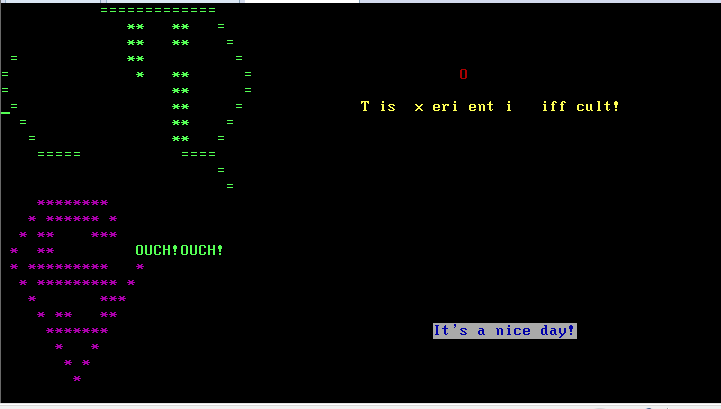 O
T is x eri ent i iff cult!
OUCH!OUCH!
It's a nice day!